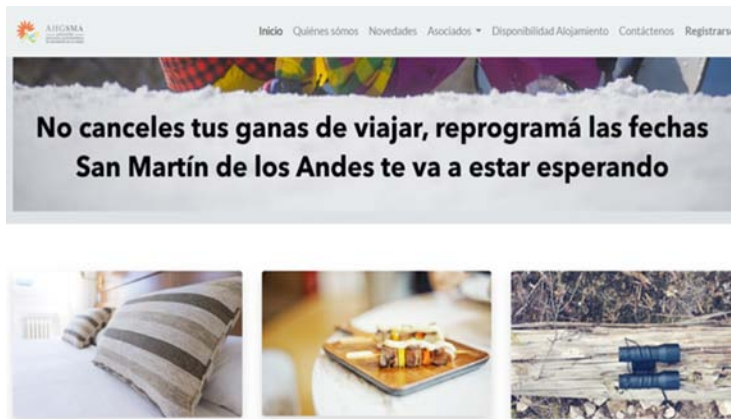 AHGSMA
Inicio Quiénes sómos Novedades Asociados Disponibilidad Alojamiento Contáctenos Registrarse
No canceles tus ganas de viajar, reprogramá las fechas
San Martín de los Andes te va a estar esperando